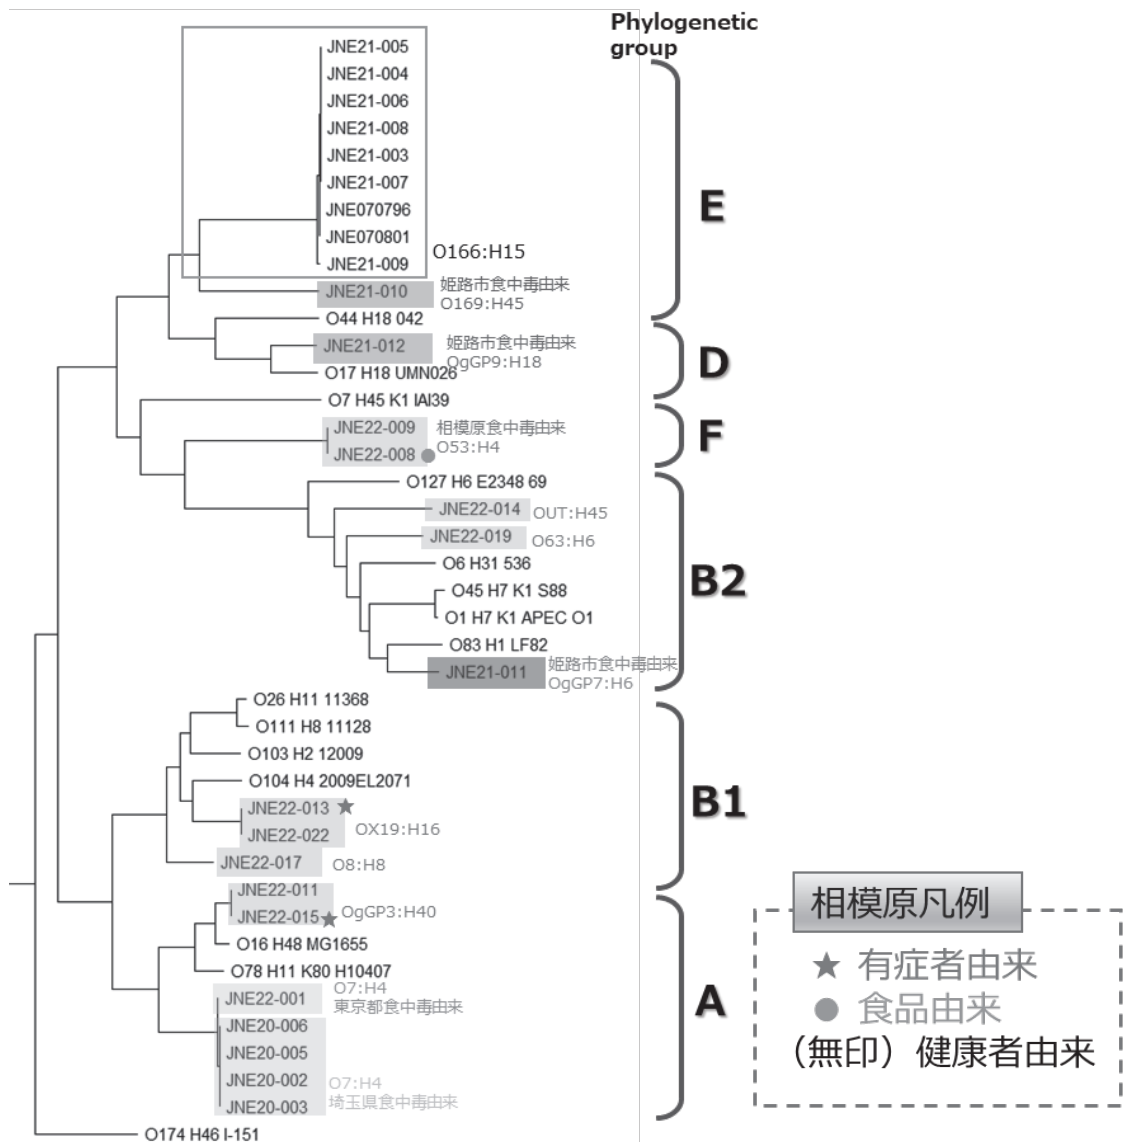 Phylogenetic
group
JNE21-005
JNE21-004
JNE21-006
JNE21-008
JNE21-003
JNE21-007
JNE070796
JNE070801
JNE21-009
O166:H15
E
JNE21-010
姫路市食中毒由来
O169:H45
O44 H18 042
JNE21-012
姫路市食中毒由来
OgGP9:H18
O17 H18 UMN026
D
O7 H45 K1 IAI39
JNE22-009
相模原食中毒由来
JNE22-008
O53:H4
F
O127 H6 E2348 69
JNE22-014
OUT:H45
JNE22-019
O63:H6
O6 H31 536
O45 H7 K1 S88
O1 H7 K1 APEC O1
O83 H1 LF82
JNE21-011
姫路市食中毒由来
OgGP7:H6
B2
O26 H11 11368
O111 H8 11128
O103 H2 12009
O104 H4 2009EL2071
JNE22-013 ★
JNE22-022
OX19:H16
JNE22-017
O8:H8
B1
JNE22-011
JNE22-015 ★
OgGP3:H40
O16 H48 MG1655
O78 H11 K80 H10407
JNE22-001
O7:H4
東京都食中毒由来
JNE20-006
JNE20-005
JNE20-002
JNE20-003
O7:H4
埼玉県食中毒由来
A
O174 H46 I-151
相模原凡例
★ 有症者由来
● 食品由来
（無印）健康者由来